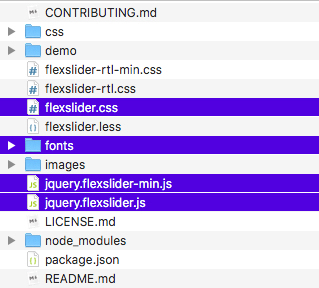 CONTRIBUTING.md
css
demo
flexslider-rtl-min.css
flexslider-rtl.css
flexslider.css
flexslider.less
fonts
images
jquery.flexslider-min.js
jquery.flexslider.js
LICENSE.md
node_modules
package.json
README.md